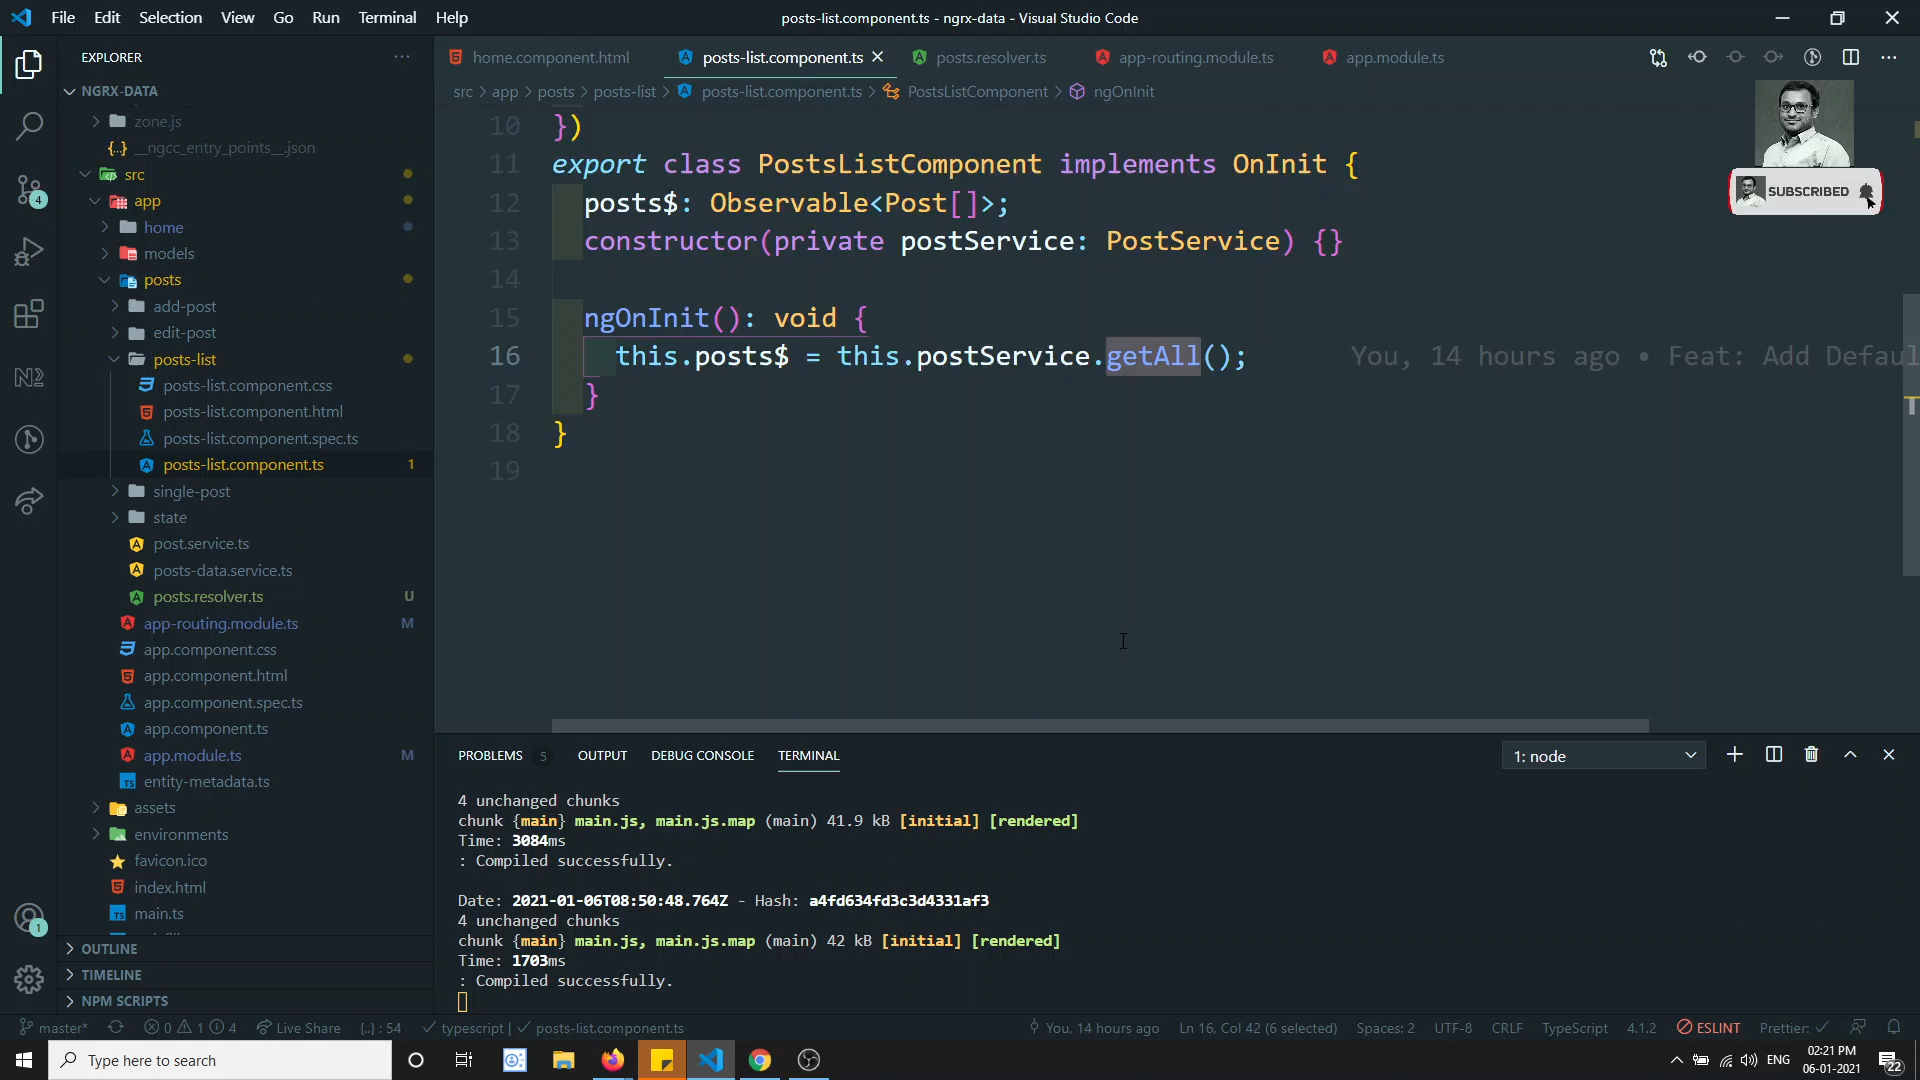 File Edit Selection View Go Run Terminal Help
posts-list.component.ts - ngrx-data - Visual Studio Code
EXPLORER
home.component.html
posts-list.component.ts
posts.resolver.ts
app-routing.module.ts
app.module.ts
src > app > posts > posts-list > posts-list.component.ts > PostsListComponent > ngOnInit
NGRX-DATA
zone.js
{..} __ngcc_entry_points__.json
src
app
home
models
posts
add-post
edit-post
posts-list
posts-list.component.css
posts-list.component.html
posts-list.component.spec.ts
posts-list.component.ts 1
single-post
state
post.service.ts
posts-data.service.ts
posts.resolver.ts U
app-routing.module.ts M
app.component.css
app.component.html
app.component.spec.ts
app.component.ts
app.module.ts M
entity-metadata.ts
assets
environments
favicon.ico
index.html
main.ts
OUTLINE
TIMELINE
NPM SCRIPTS
4
1
10 })
11 export class PostsListComponent implements OnInit {
12 posts$: Observable<Post[]>;
13 constructor(private postService: PostService) {}
14
15 ngOnInit(): void {
16 this.posts$ = this.postService.getAll(); You, 14 hours ago • Feat: Add Defaul
17 }
18 }
19
SUBSCRIBED
PROBLEMS 5 OUTPUT DEBUG CONSOLE TERMINAL
1: node
4 unchanged chunks
chunk {main} main.js, main.js.map (main) 41.9 kB [initial] [rendered]
Time: 3084ms
: Compiled successfully.
Date: 2021-01-06T08:50:48.764Z - Hash: a4fd634fd3c3d4331af3
4 unchanged chunks
chunk {main} main.js, main.js.map (main) 42 kB [initial] [rendered]
Time: 1703ms
: Compiled successfully.
master* 0 1 4 Live Share {..} : 54 typescript | posts-list.component.ts
You, 14 hours ago Ln 16, Col 42 (6 selected) Spaces: 2 UTF-8 CRLF TypeScript 4.1.2 ESLINT Prettier: ✓
Type here to search
ENG
02:21 PM
06-01-2021
22